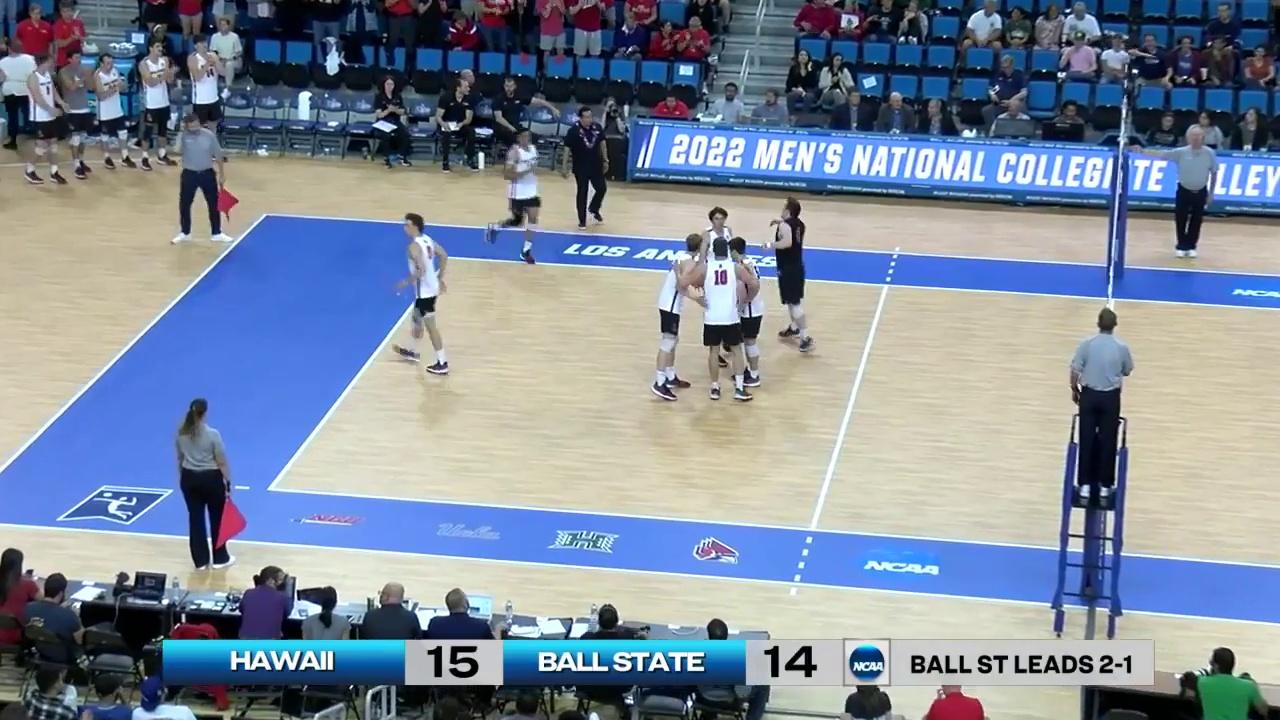 2022 MEN'S NATIONAL COLLEGIATE
LOS AN
NCAA
10
Ucla
NCAA
HAWAII 15 BALL STATE 14 NCAA BALL ST LEADS 2-1